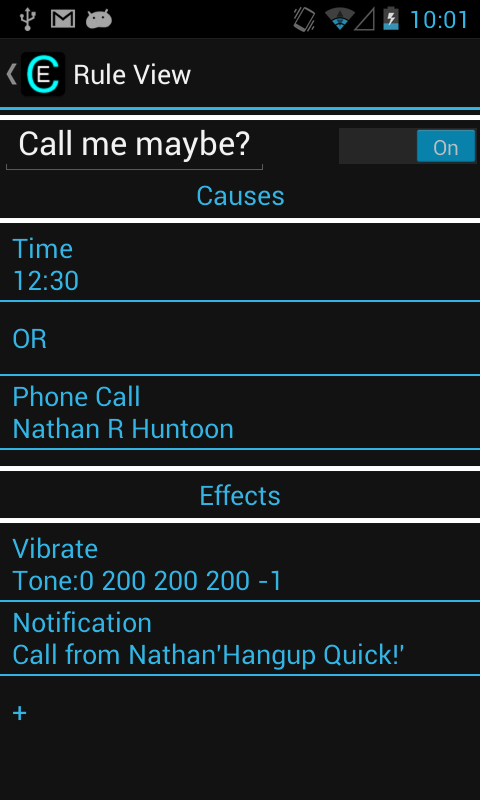 10:01
CE Rule View
Call me maybe? On
Causes
Time
12:30
OR
Phone Call
Nathan R Huntoon
Effects
Vibrate
Tone:0 200 200 200 -1
Notification
Call from Nathan'Hangup Quick!'
+